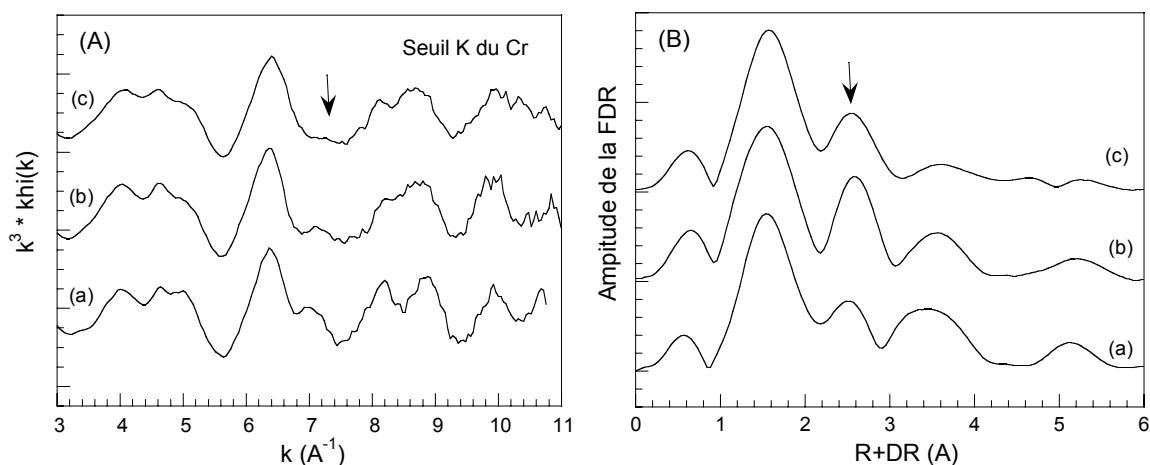 (A)
Seuil K du Cr
(c)
(b)
(a)
k³ * khi(k)
3 4 5 6 7 8 9 10 11
k (A⁻¹)
(B)
(c)
(b)
(a)
Ampitude de la FDR
0 1 2 3 4 5 6
R+DR (A)